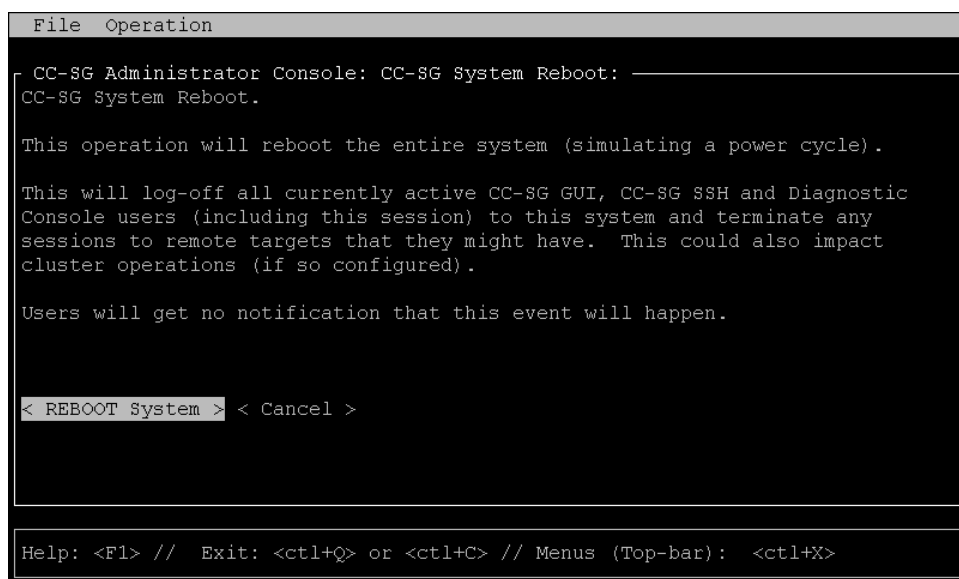 File  Operation
CC-SG Administrator Console: CC-SG System Reboot:
CC-SG System Reboot.
This operation will reboot the entire system (simulating a power cycle).
This will log-off all currently active CC-SG GUI, CC-SG SSH and Diagnostic
Console users (including this session) to this system and terminate any
sessions to remote targets that they might have.  This could also impact
cluster operations (if so configured).
Users will get no notification that this event will happen.
< REBOOT System > < Cancel >
Help: <F1> //  Exit: <ctl+Q> or <ctl+C> // Menus (Top-bar):  <ctl+X>